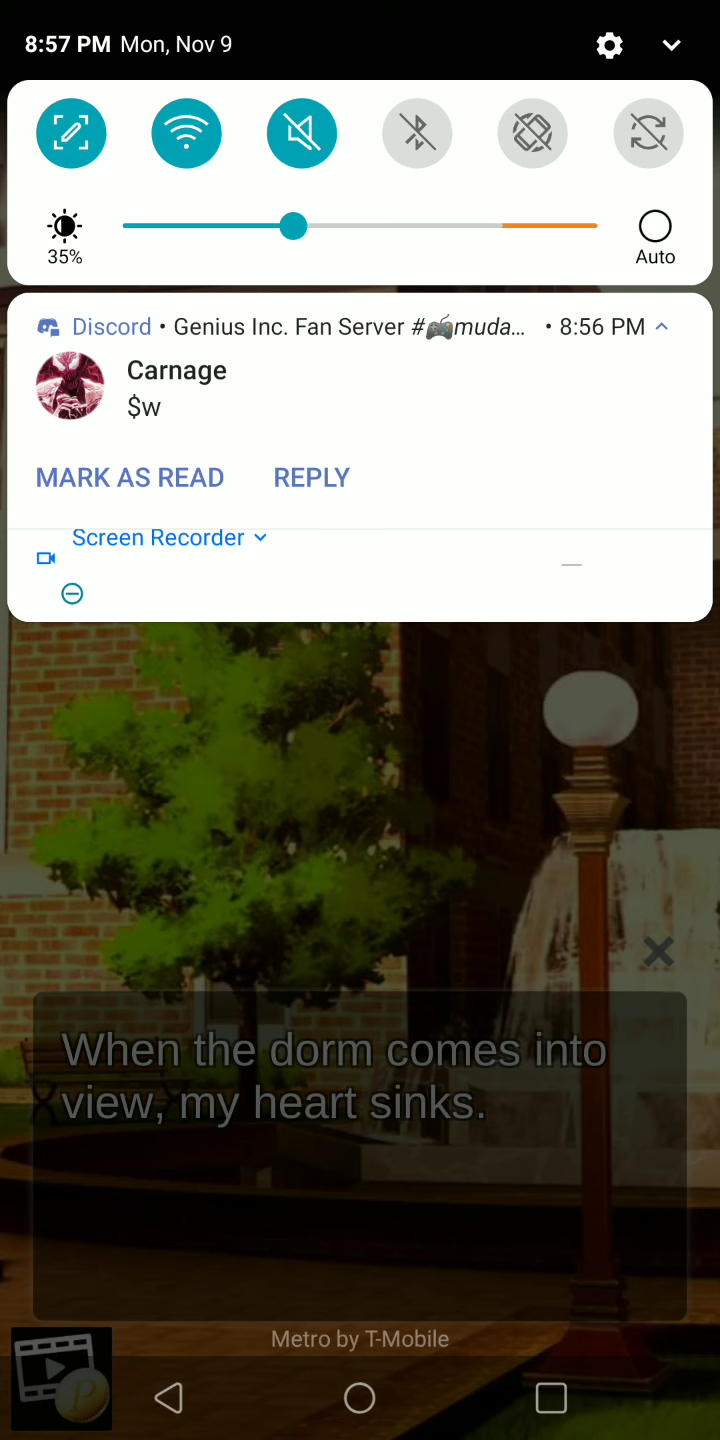 8:57 PM Mon, Nov 9
35%
Auto
Discord • Genius Inc. Fan Server #🎮muda… • 8:56 PM
Carnage
$w
MARK AS READ REPLY
Screen Recorder
When the dorm comes into
view, my heart sinks.
Metro by T-Mobile
P